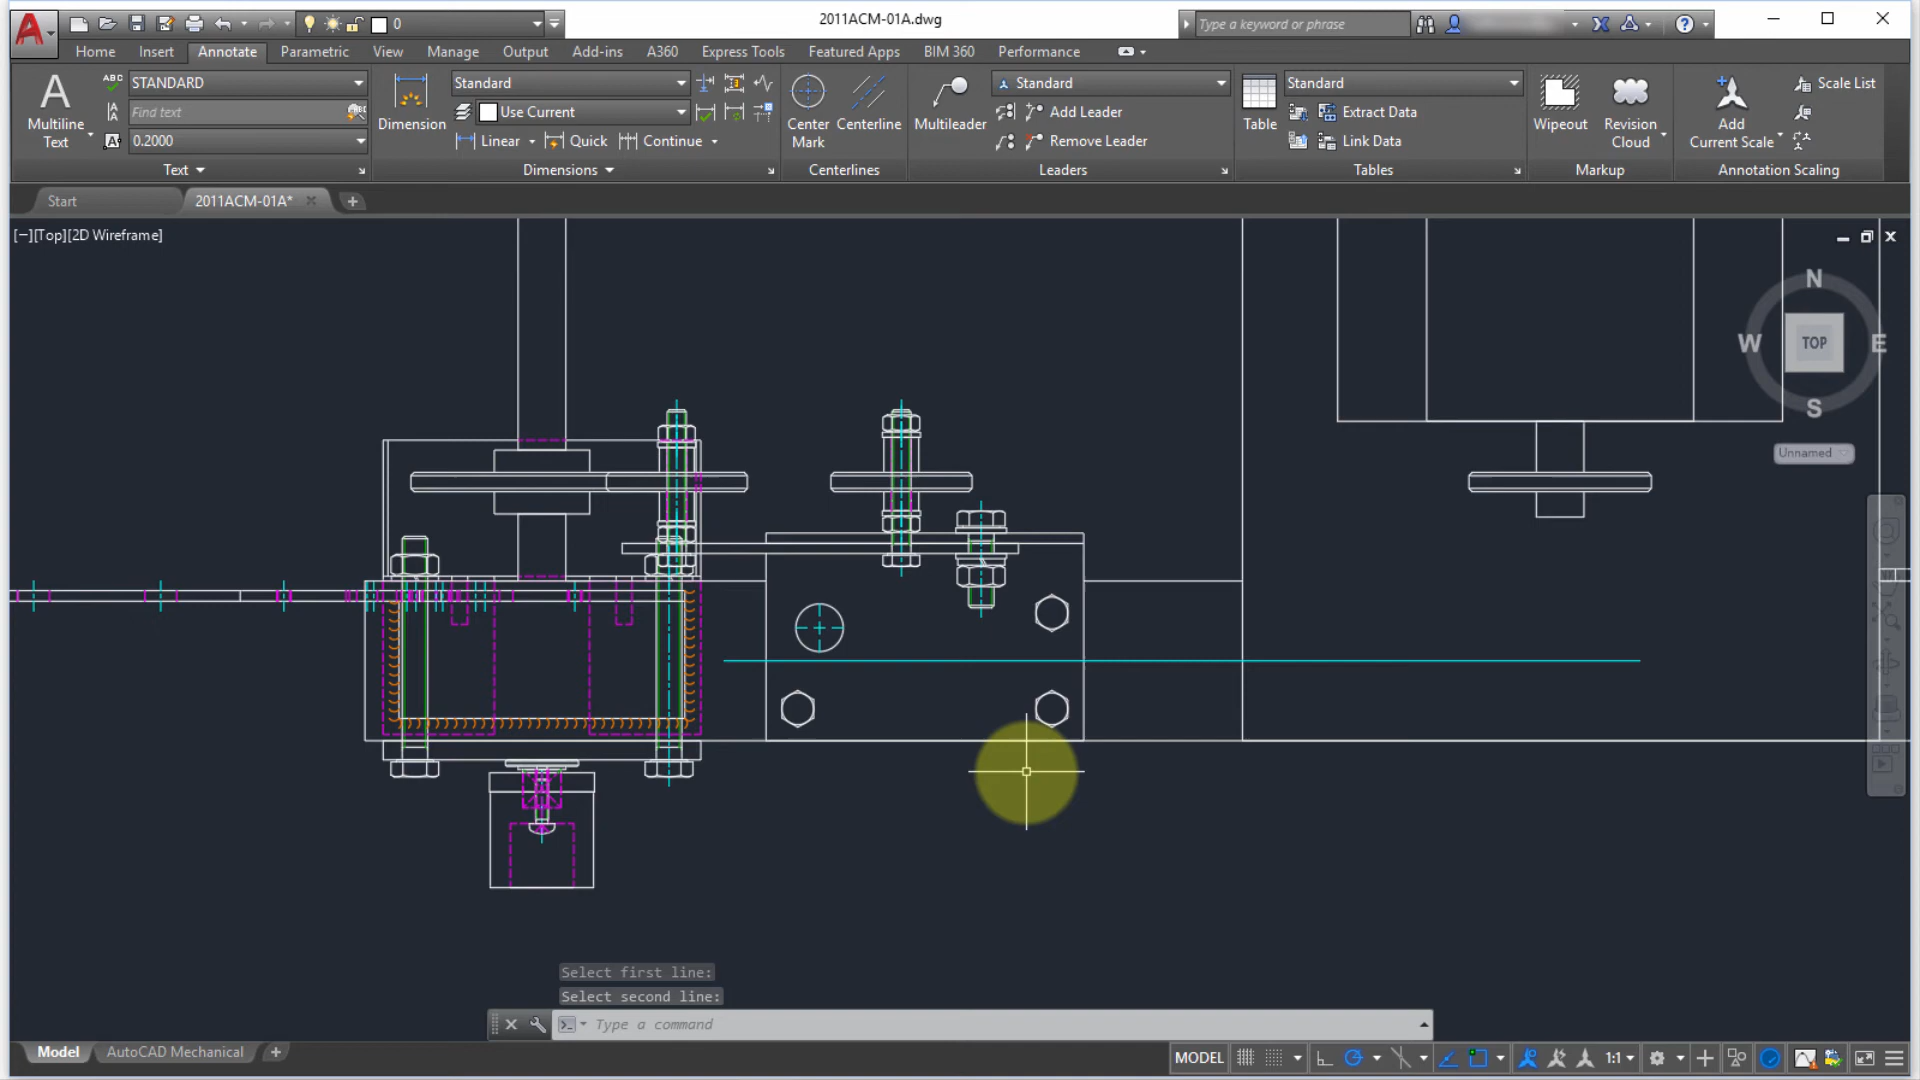 0
2011ACM-01A.dwg
Type a keyword or phrase
Home Insert Annotate Parametric View Manage Output Add-ins A360 Express Tools Featured Apps BIM 360 Performance
A
Multiline Text
ABC STANDARD
Find text
0.2000
Text
Dimension
Standard
Use Current
Linear Quick Continue
Dimensions
Center Mark
Centerline
Centerlines
Multileader
Standard
Add Leader
Remove Leader
Leaders
Table
Standard
Extract Data
Link Data
Tables
Wipeout
Revision Cloud
Markup
Add Current Scale
Scale List
Annotation Scaling
Start 2011ACM-01A*
[−][Top][2D Wireframe]
N
W TOP E
S
Unnamed
Select first line:
Select second line:
Type a command
Model AutoCAD Mechanical
MODEL 1:1